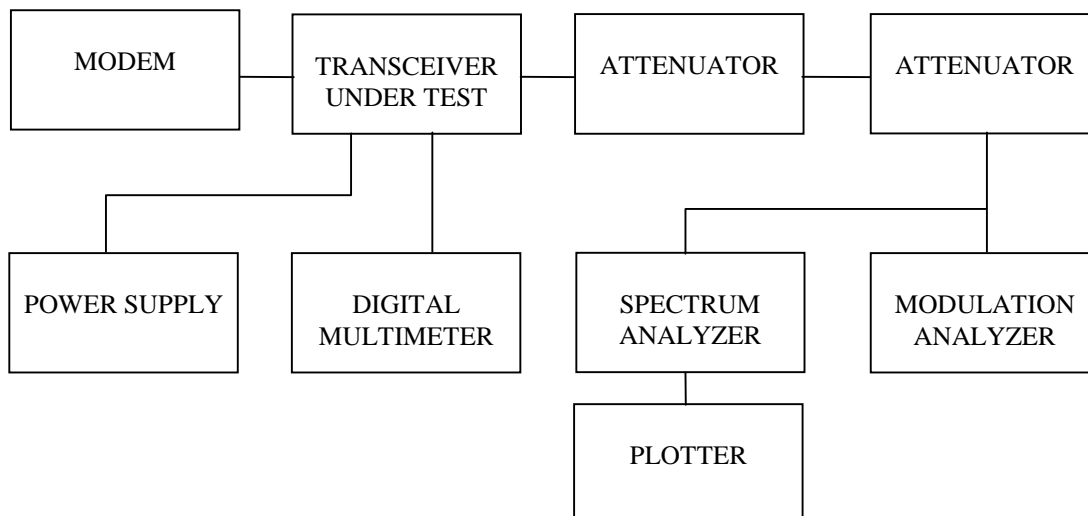 MODEM
TRANSCEIVER
UNDER TEST
ATTENUATOR
ATTENUATOR
POWER SUPPLY
DIGITAL
MULTIMETER
SPECTRUM
ANALYZER
MODULATION
ANALYZER
PLOTTER